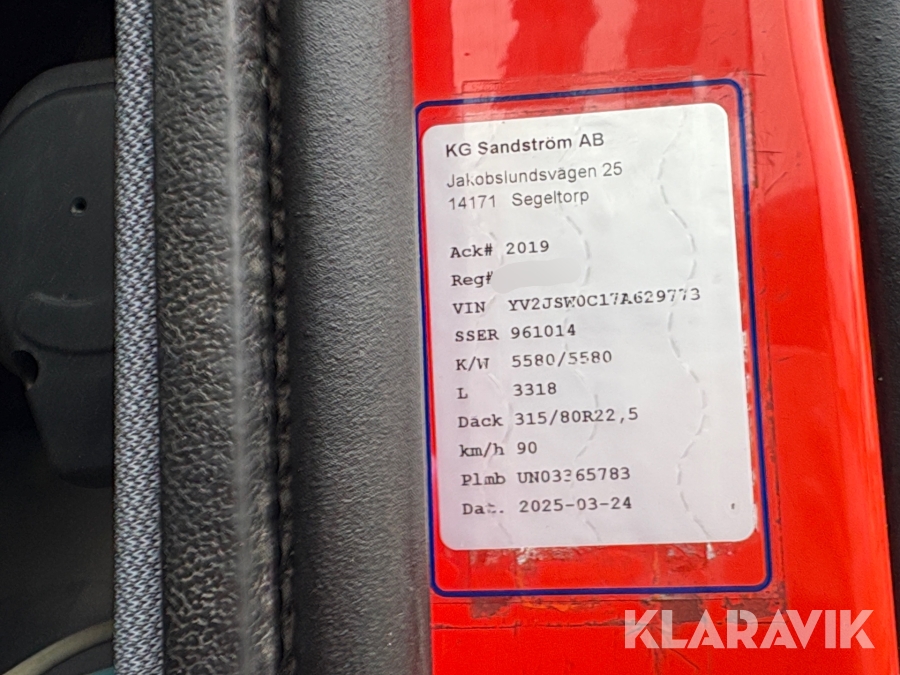 KG Sandström AB
Jakobslundsvägen 25
14171 Segeltorp
Ack# 2019
Reg#
VIN YV2JSW0C17A629773
SSER 961014
K/W 5580/5580
L 3318
Däck 315/80R22,5
km/h 90
Plmb UN03365783
Dat. 2025-03-24
KLARAVIK